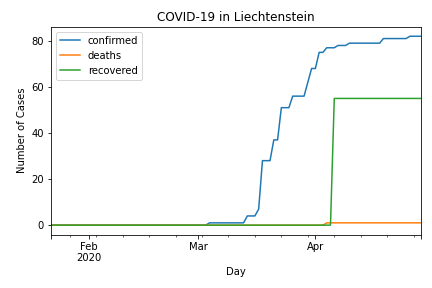 COVID-19 in Liechtenstein
confirmed
deaths
recovered
Number of Cases
80
60
40
20
0
Feb
2020
Mar
Apr
Day